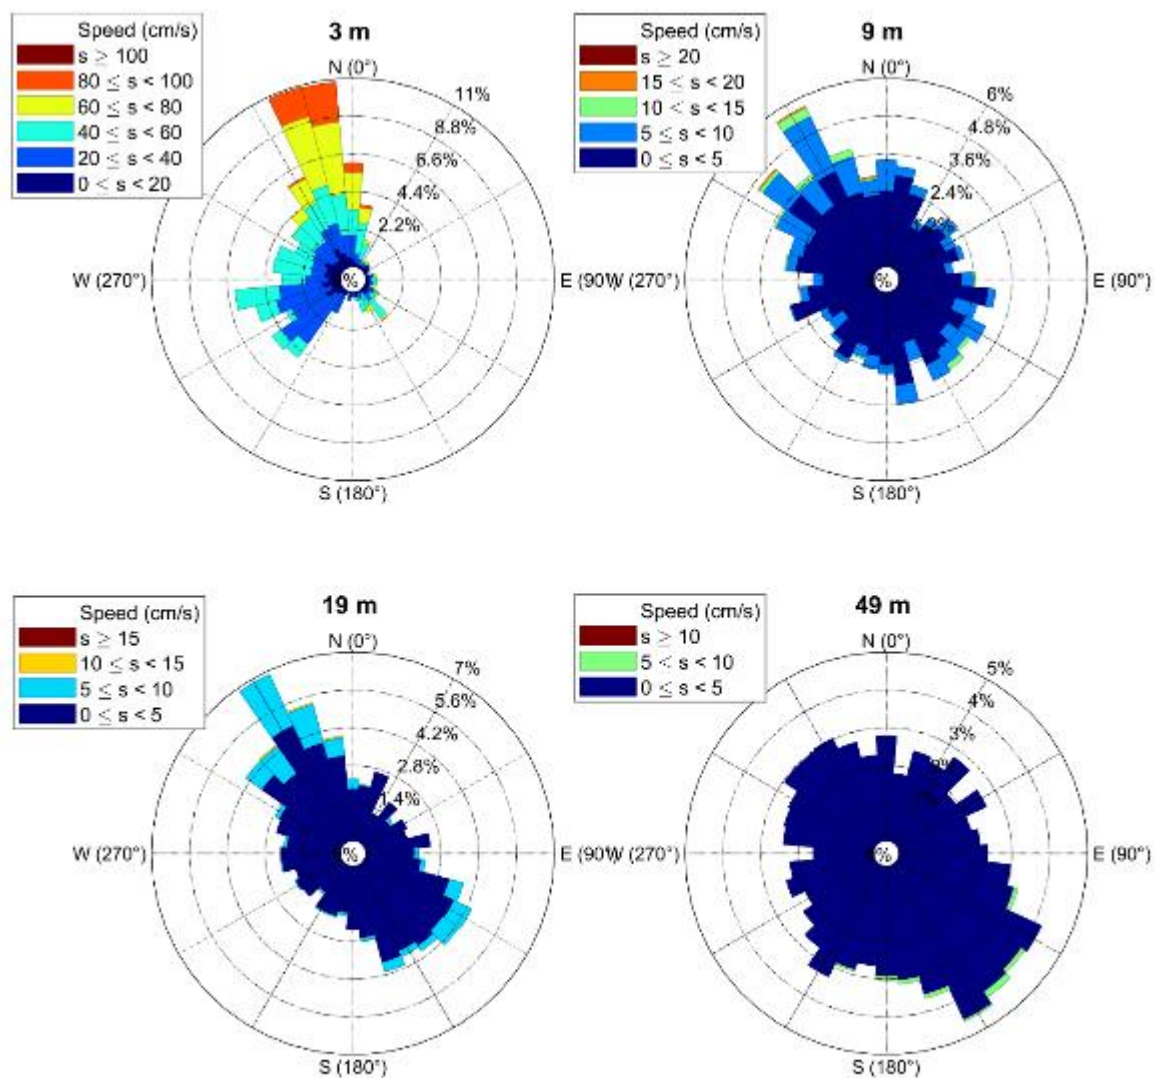 Speed (cm/s)
s ≥ 100
80 ≤ s < 100
60 ≤ s < 80
40 ≤ s < 60
20 ≤ s < 40
0 < s < 20
3 m
N (0°)
11%
8.8%
6.6%
4.4%
2.2%
W (270°)
%
E (90
S (180°)
Speed (cm/s)
s ≥ 20
15 < s < 20
10 < s < 15
5 ≤ s < 10
0 ≤ s < 5
9 m
N (0°)
6%
4.8%
3.6%
2.4%
W (270°)
%
E (90°)
S (180°)
Speed (cm/s)
s ≥ 15
10 ≤ s < 15
5 ≤ s < 10
0 ≤ s < 5
19 m
N (0°)
7%
5.6%
4.2%
2.8%
1.4%
W (270°)
%
E (90
S (180°)
Speed (cm/s)
s ≥ 10
5 < s < 10
0 ≤ s < 5
49 m
N (0°)
5%
4%
3%
W (270°)
%
E (90°)
S (180°)